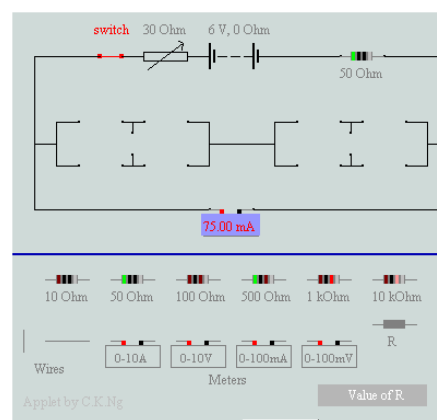 switch 30 Ohm 6 V, 0 Ohm
50 Ohm
75.00 mA
10 Ohm 50 Ohm 100 Ohm 500 Ohm 1 kOhm 10 kOhm
R
0-10A 0-10V 0-100mA 0-100mV
Wires
Meters
Value of R
Applet by C.K.Ng